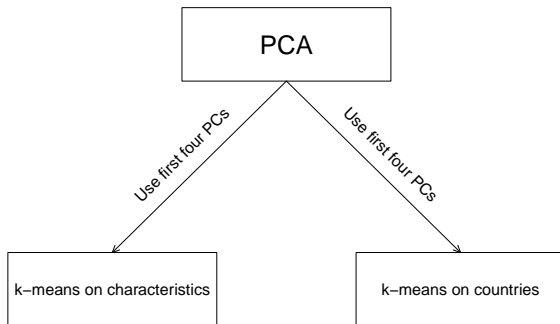 PCA
Use first four PCs
Use first four PCs
k−means on characteristics
k−means on countries